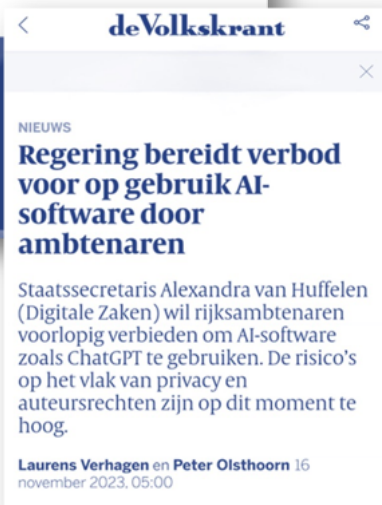 de Volkskrant
NIEUWS
Regering bereidt verbod
voor op gebruik AI-
software door
ambtenaren
Staatssecretaris Alexandra van Huffelen
(Digitale Zaken) wil rijksambtenaren
voorlopig verbieden om AI-software
zoals ChatGPT te gebruiken. De risico's
op het vlak van privacy en
auteursrechten zijn op dit moment te
hoog.
Laurens Verhagen en Peter Olsthoorn 16
november 2023, 05:00